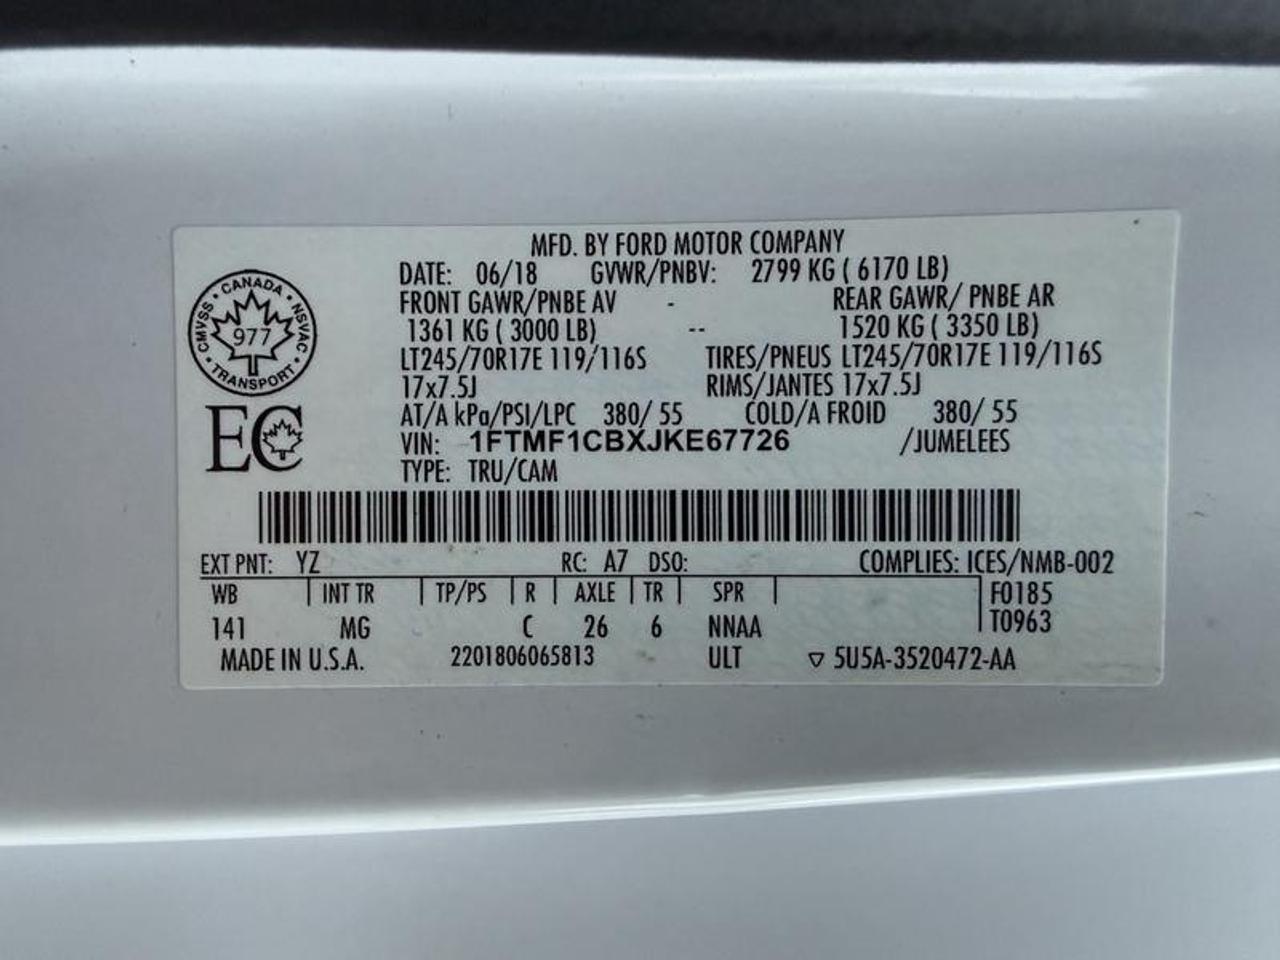 MFD. BY FORD MOTOR COMPANY
DATE: 06/18 GVWR/PNBV: 2799 KG ( 6170 LB)
FRONT GAWR/PNBE AV - REAR GAWR/ PNBE AR
1361 KG ( 3000 LB) -- 1520 KG ( 3350 LB)
LT245/70R17E 119/116S TIRES/PNEUS LT245/70R17E 119/116S
17x7.5J RIMS/JANTES 17x7.5J
AT/A kPa/PSI/LPC 380/ 55 COLD/A FROID 380/ 55
VIN: 1FTMF1CBXJKE67726 /JUMELEES
TYPE: TRU/CAM
CANADA
CMVSS 977 NSVAC
TRANSPORT
EC
EXT PNT: YZ RC: A7 DSO: COMPLIES: ICES/NMB-002
WB | INT TR | TP/PS | R | AXLE | TR | SPR | F0185
141 MG C 26 6 NNAA T0963
MADE IN U.S.A. 2201806065813 ULT ▽ 5U5A-3520472-AA